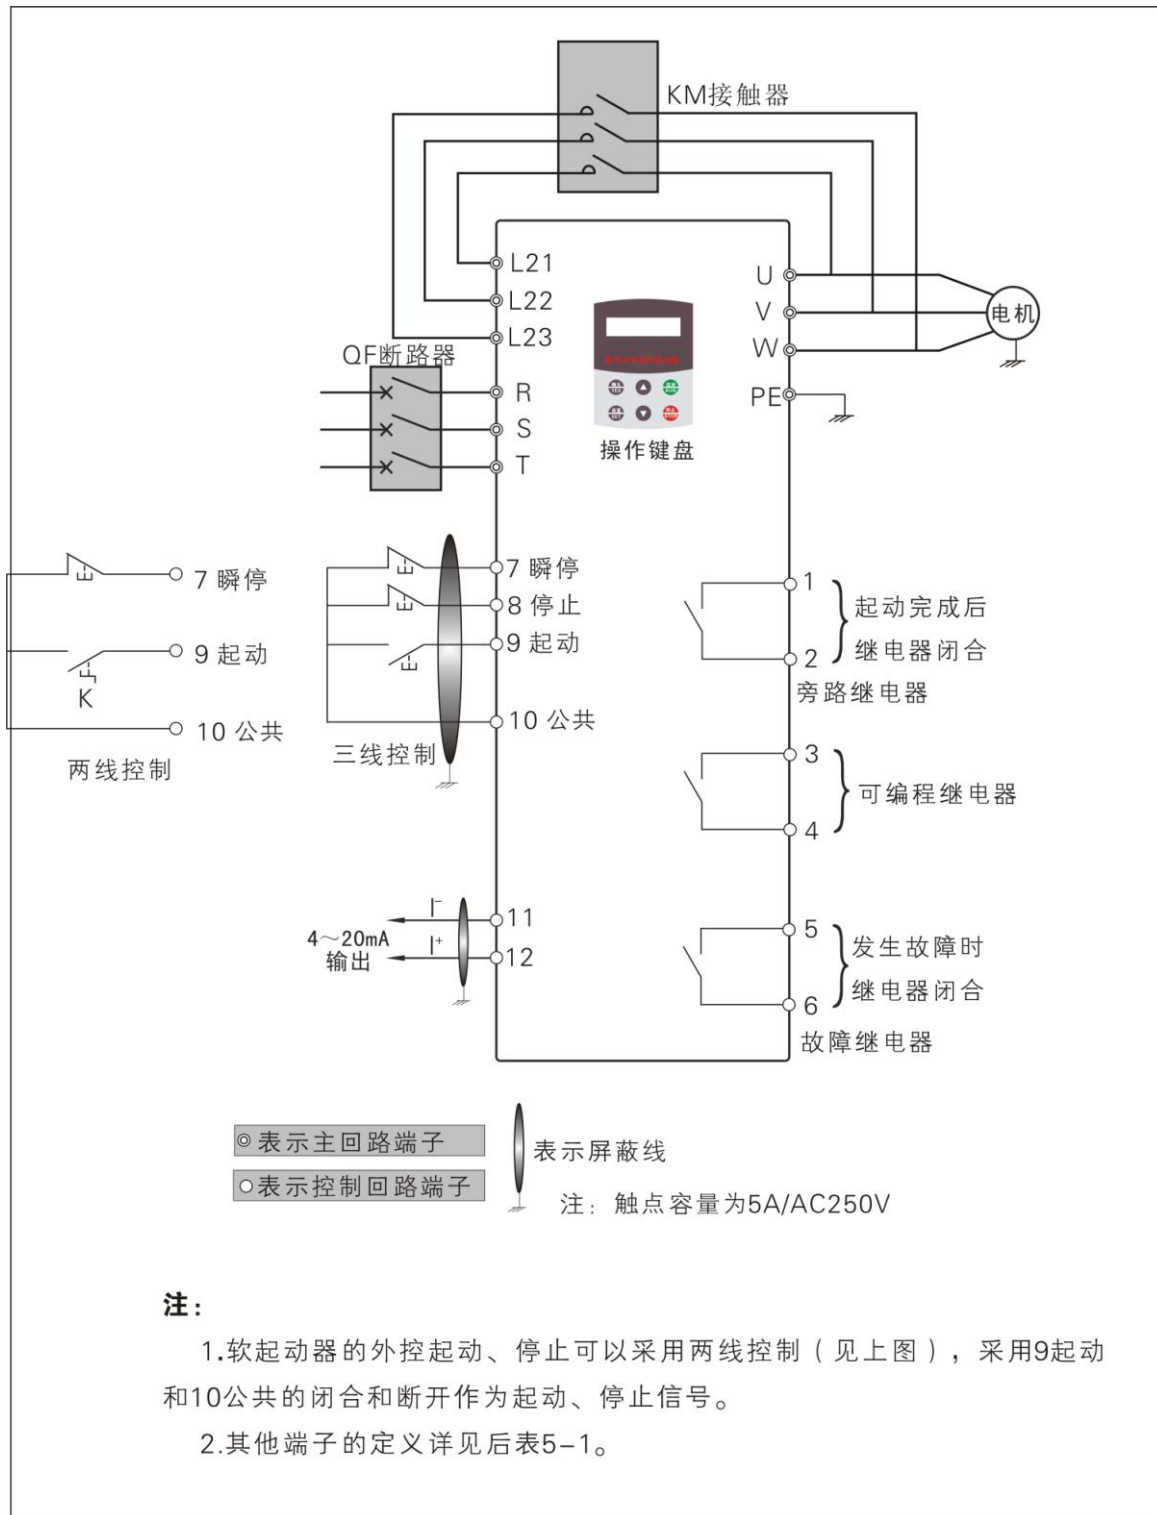 KM接触器
L21
L22
L23
QF断路器
R
S
T
U
V
W
PE
电机
操作键盘
7 瞬停
9 起动
K
10 公共
两线控制
7 瞬停
8 停止
9 起动
10 公共
三线控制
1
2
起动完成后
继电器闭合
旁路继电器
3
4
可编程继电器
5
6
发生故障时
继电器闭合
故障继电器
I-
I+
4～20mA
输出
11
12
表示主回路端子
表示控制回路端子
表示屏蔽线
注：触点容量为5A/AC250V
注：
1.软起动器的外控起动、停止可以采用两线控制（见上图），采用9起动
和10公共的闭合和断开作为起动、停止信号。
2.其他端子的定义详见后表5-1。